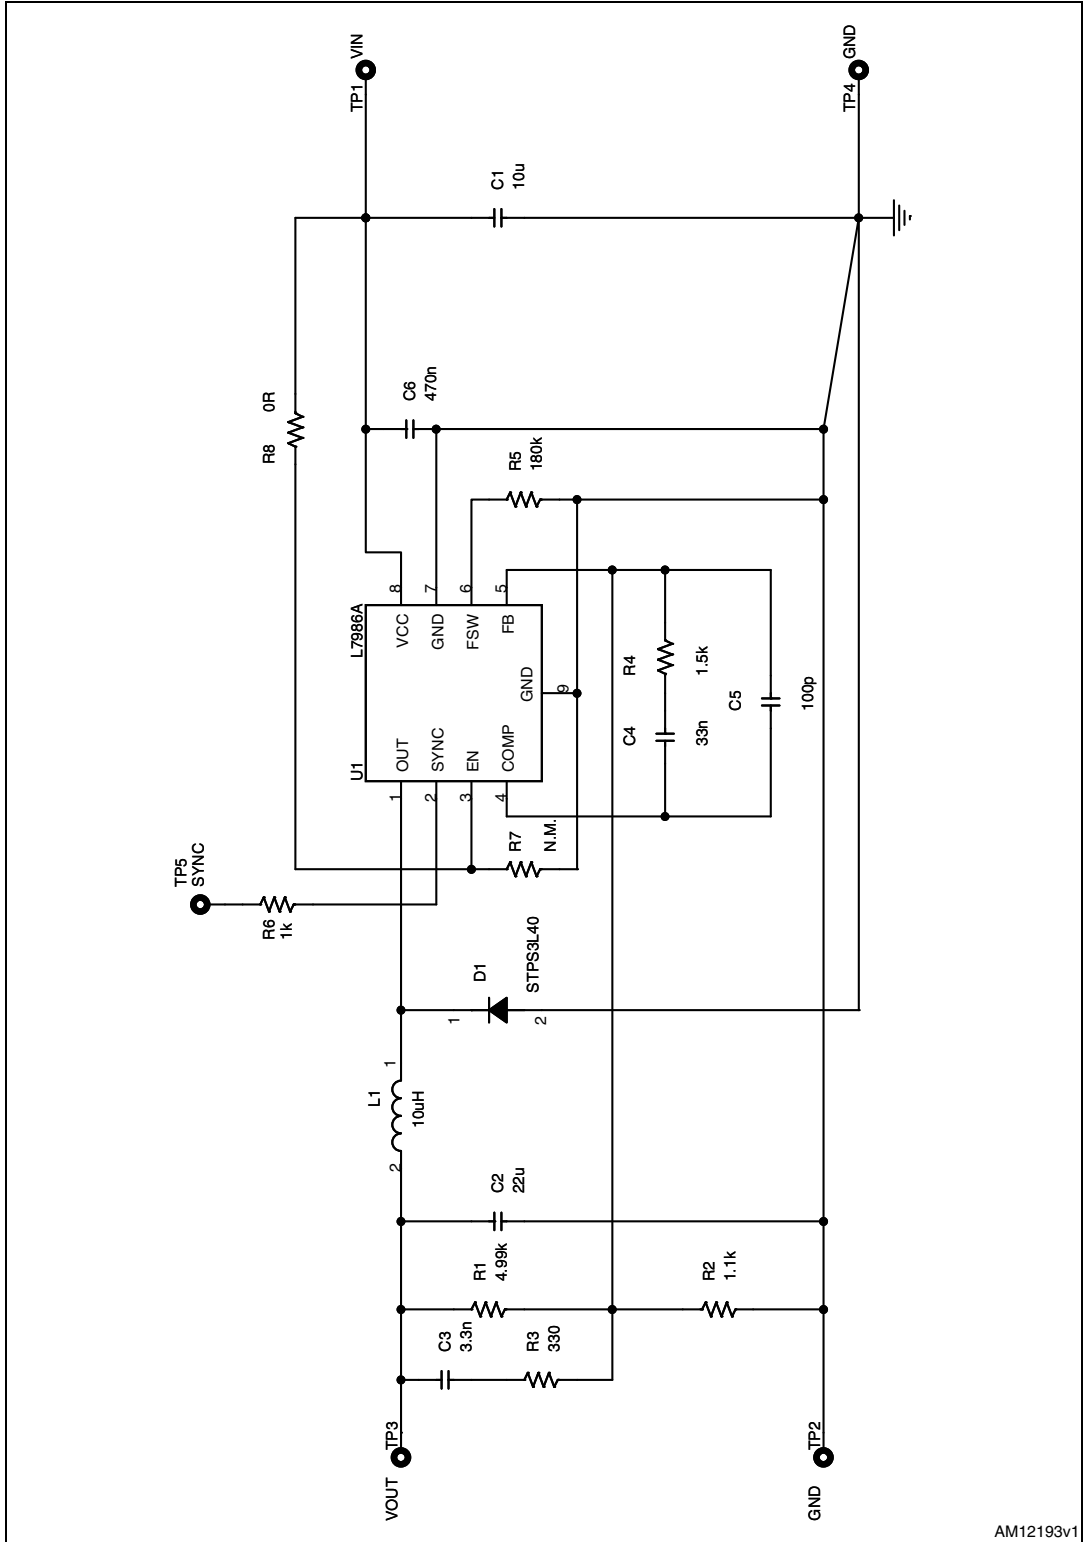 VIN
TP1
GND
TP4
C1
10u
R8
0R
C6
470n
R5
180k
L7986A
U1
8
7
6
5
VCC
GND
FSW
FB
GND
9
OUT
SYNC
EN
COMP
1
2
3
4
R4
1.5k
C4
33n
C5
100p
R7
N.M.
TP5
SYNC
R6
1k
D1
STPS3L40
1
2
L1
10uH
1
2
C2
22u
R1
4.99k
R2
1.1k
C3
3.3n
R3
330
TP3
VOUT
TP2
GND
AM12193v1